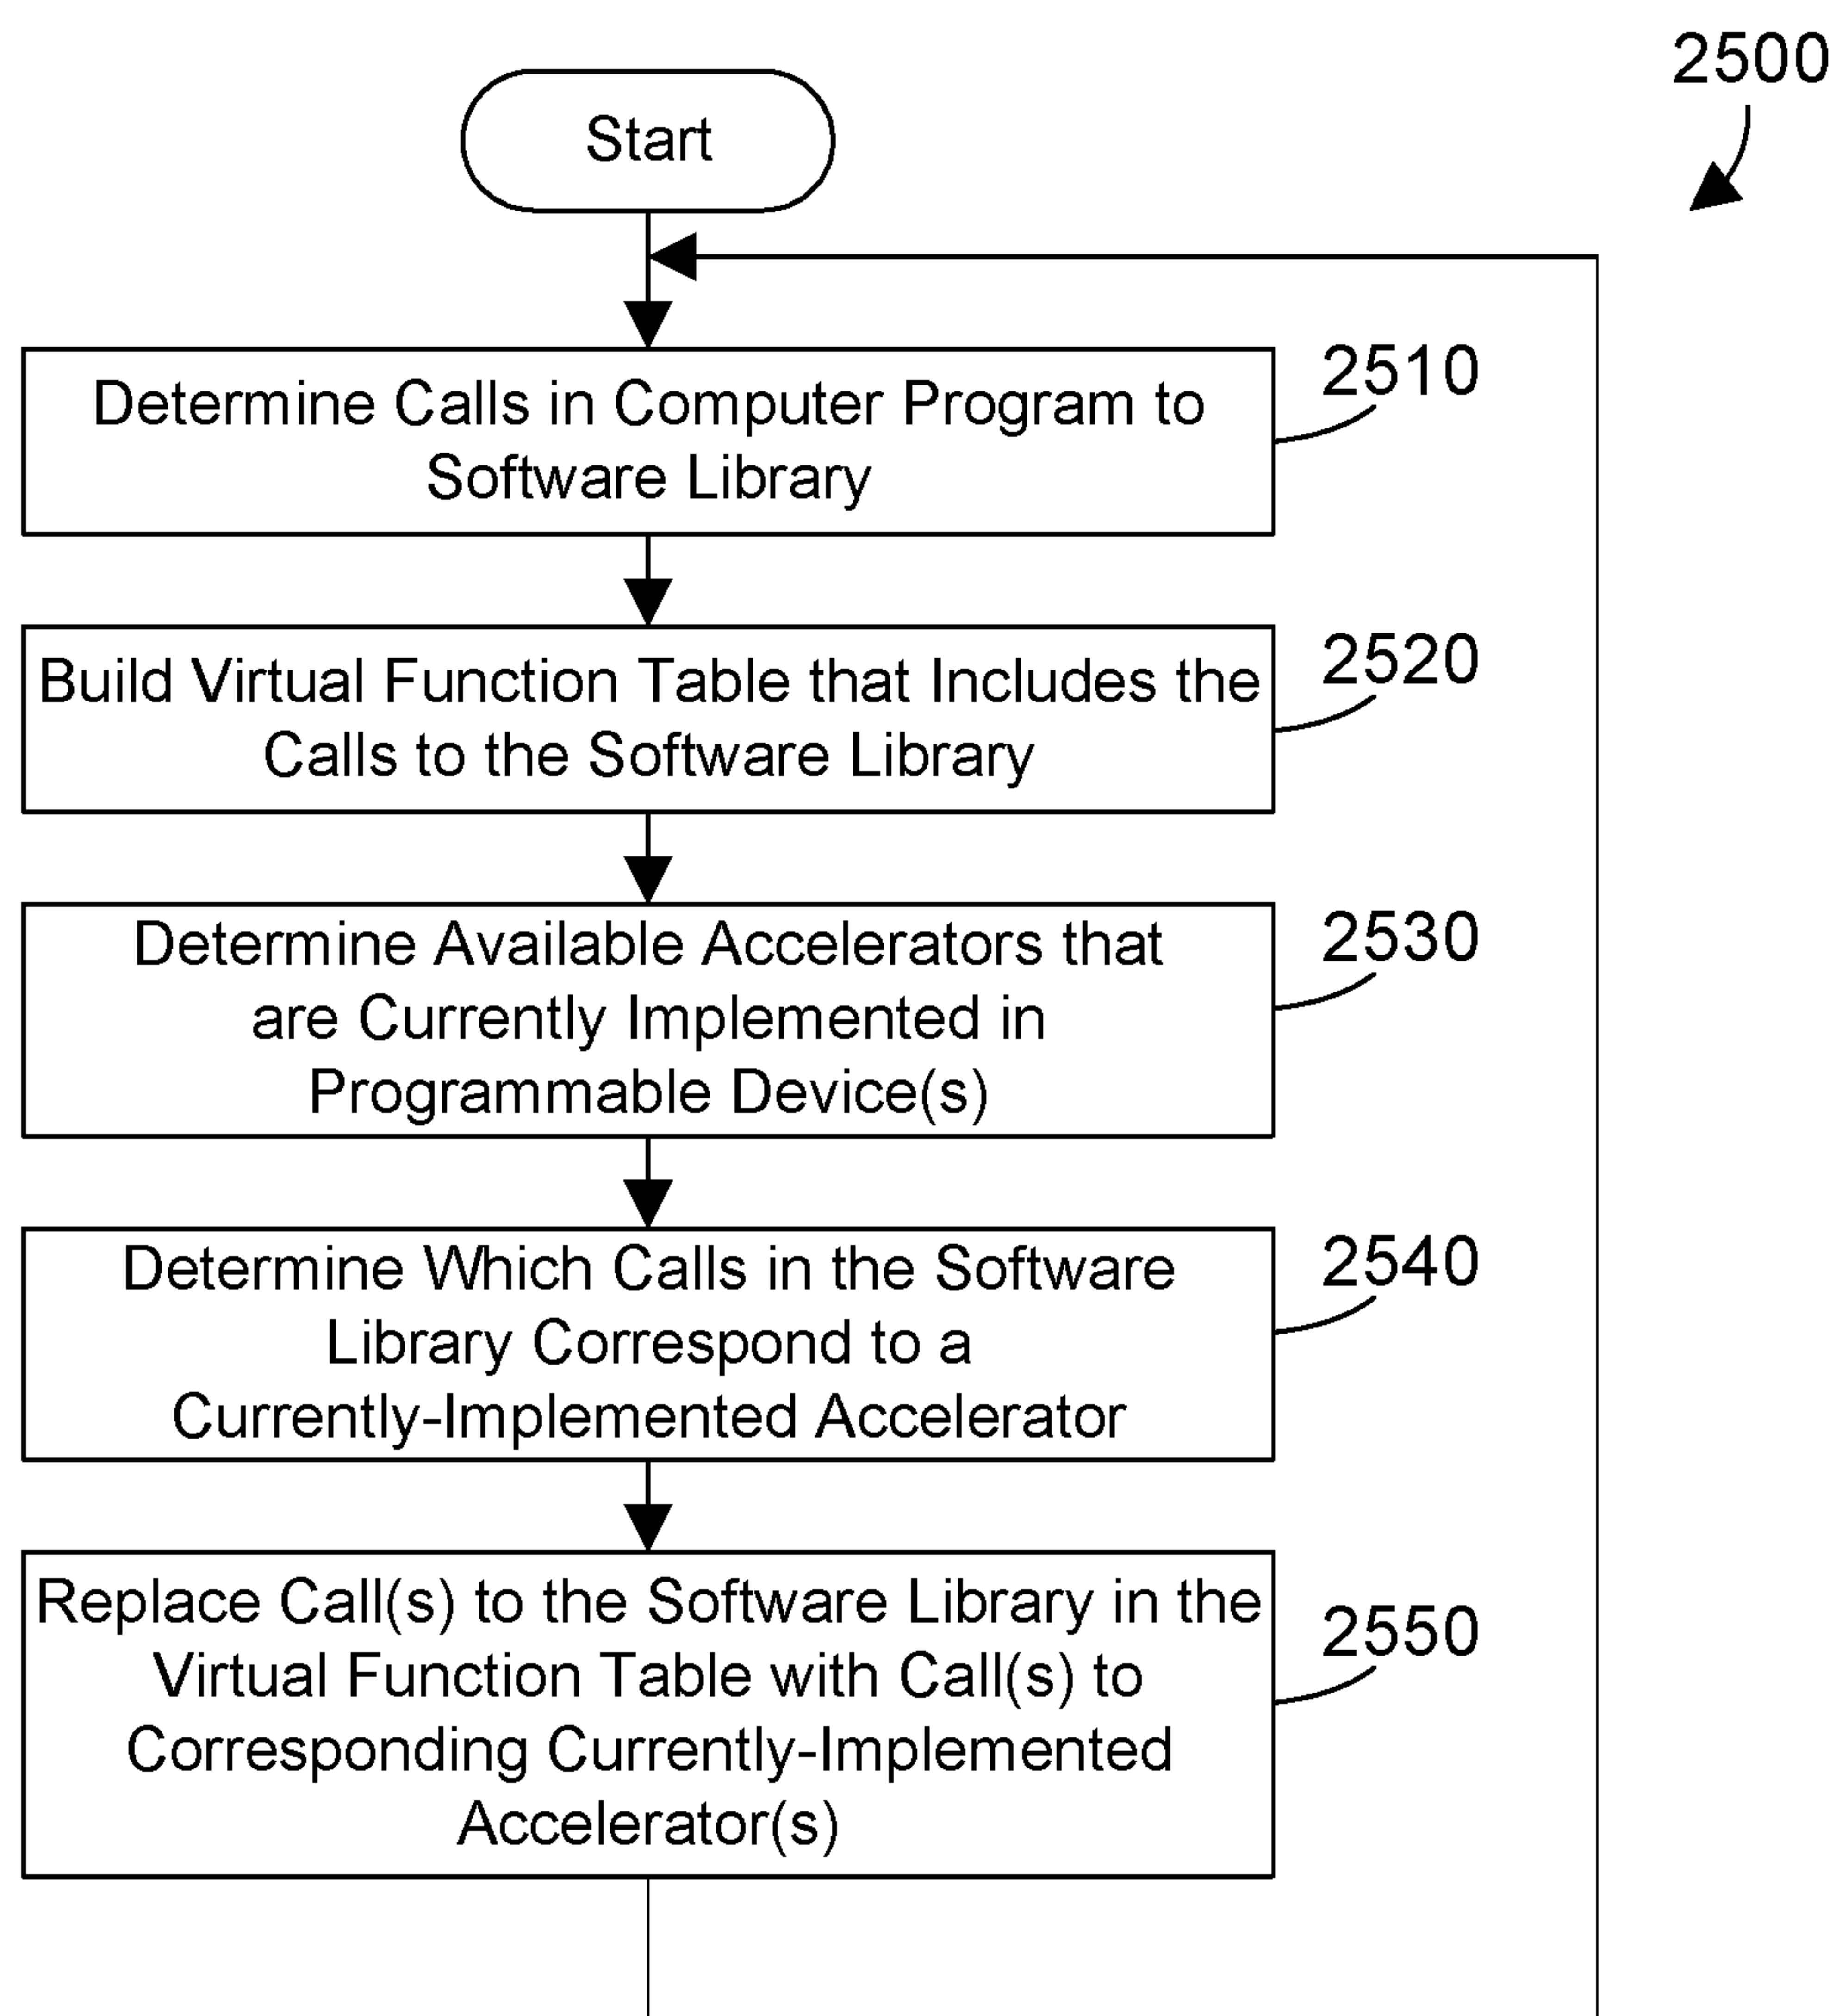 2500
Start
2510
Determine Calls in Computer Program to
Software Library
2520
Build Virtual Function Table that Includes the
Calls to the Software Library
2530
Determine Available Accelerators that
are Currently Implemented in
Programmable Device(s)
2540
Determine Which Calls in the Software
Library Correspond to a
Currently-Implemented Accelerator
2550
Replace Call(s) to the Software Library in the
Virtual Function Table with Call(s) to
Corresponding Currently-Implemented
Accelerator(s)